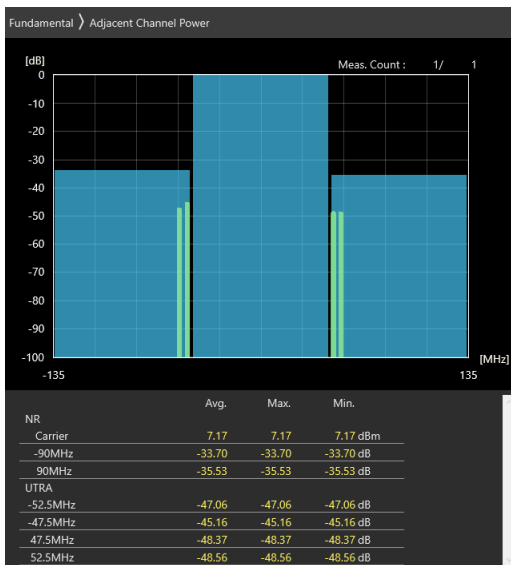 Fundamental 〉 Adjacent Channel Power
[dB] Meas. Count : 1/ 1
0
-10
-20
-30
-40
-50
-60
-70
-80
-90
-100 [MHz]
-135 135
Avg. Max. Min.
NR
Carrier 7.17 7.17 7.17 dBm
-90MHz -33.70 -33.70 -33.70 dB
90MHz -35.53 -35.53 -35.53 dB
UTRA
-52.5MHz -47.06 -47.06 -47.06 dB
-47.5MHz -45.16 -45.16 -45.16 dB
47.5MHz -48.37 -48.37 -48.37 dB
52.5MHz -48.56 -48.56 -48.56 dB